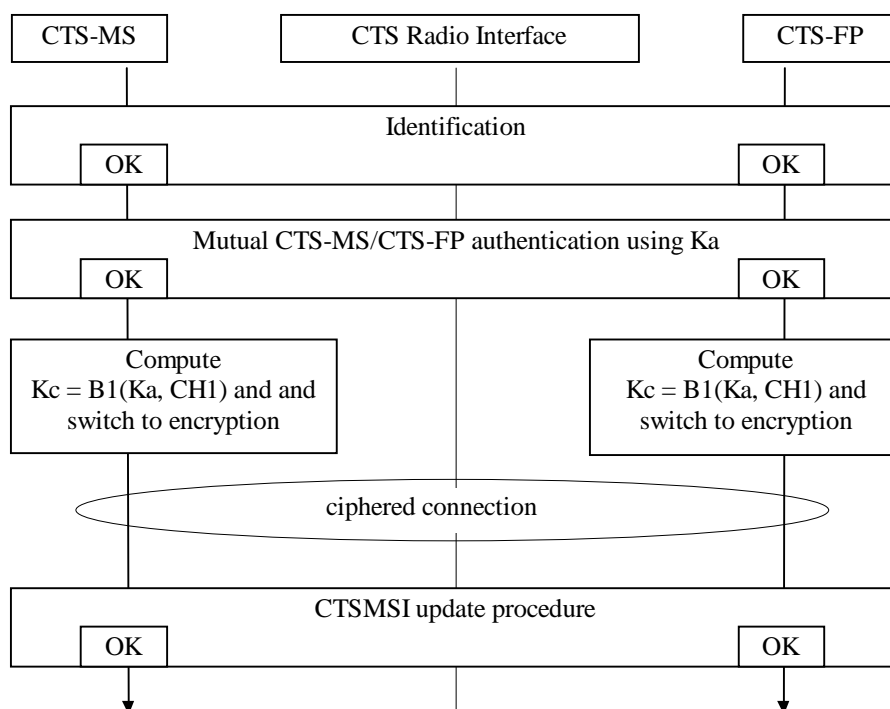 CTS-MS
CTS Radio Interface
CTS-FP
Identification
OK
OK
Mutual CTS-MS/CTS-FP authentication using Ka
OK
OK
Compute
Kc = B1(Ka, CH1) and and
switch to encryption
Compute
Kc = B1(Ka, CH1) and
switch to encryption
ciphered connection
CTSMSI update procedure
OK
OK